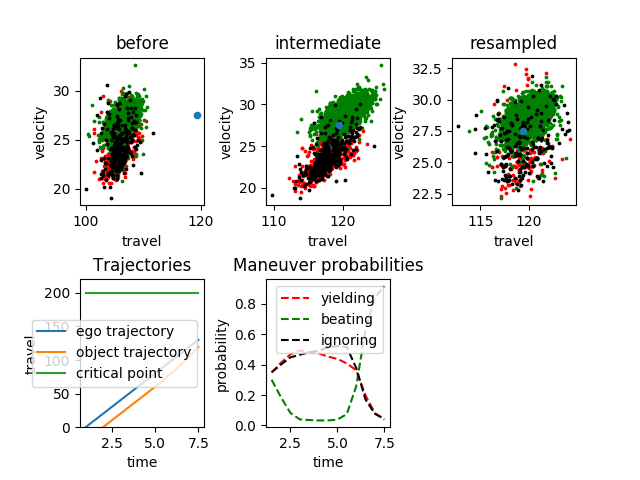 before
intermediate
resampled
velocity
30
25
20
100
120
travel
velocity
35
30
25
20
110
120
travel
velocity
32.5
30.0
27.5
25.0
22.5
115
120
travel
Trajectories
travel
200
150
100
50
0
ego trajectory
object trajectory
critical point
2.5
5.0
7.5
time
Maneuver probabilities
probability
0.8
0.6
0.4
0.2
0.0
yielding
beating
ignoring
2.5
5.0
7.5
time